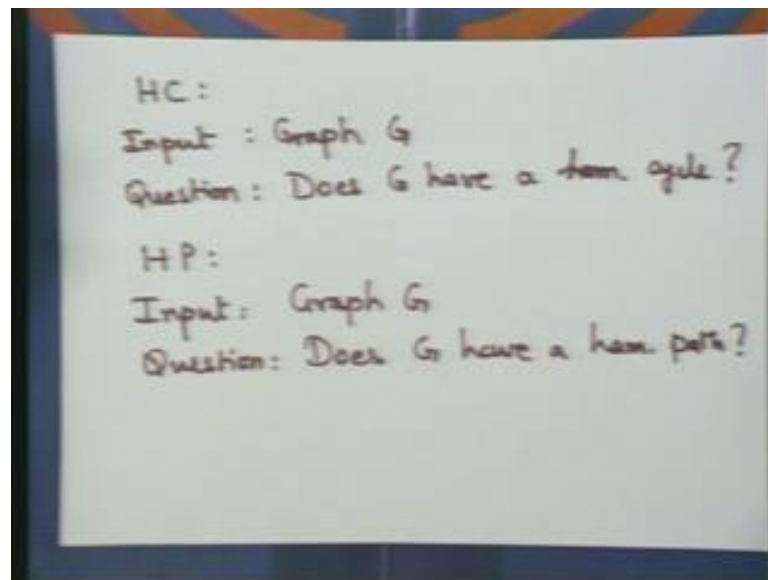 HC:
Input : Graph G
Question: Does G have a ham cycle?
HP:
Input: Graph G
Question: Does G have a ham path?